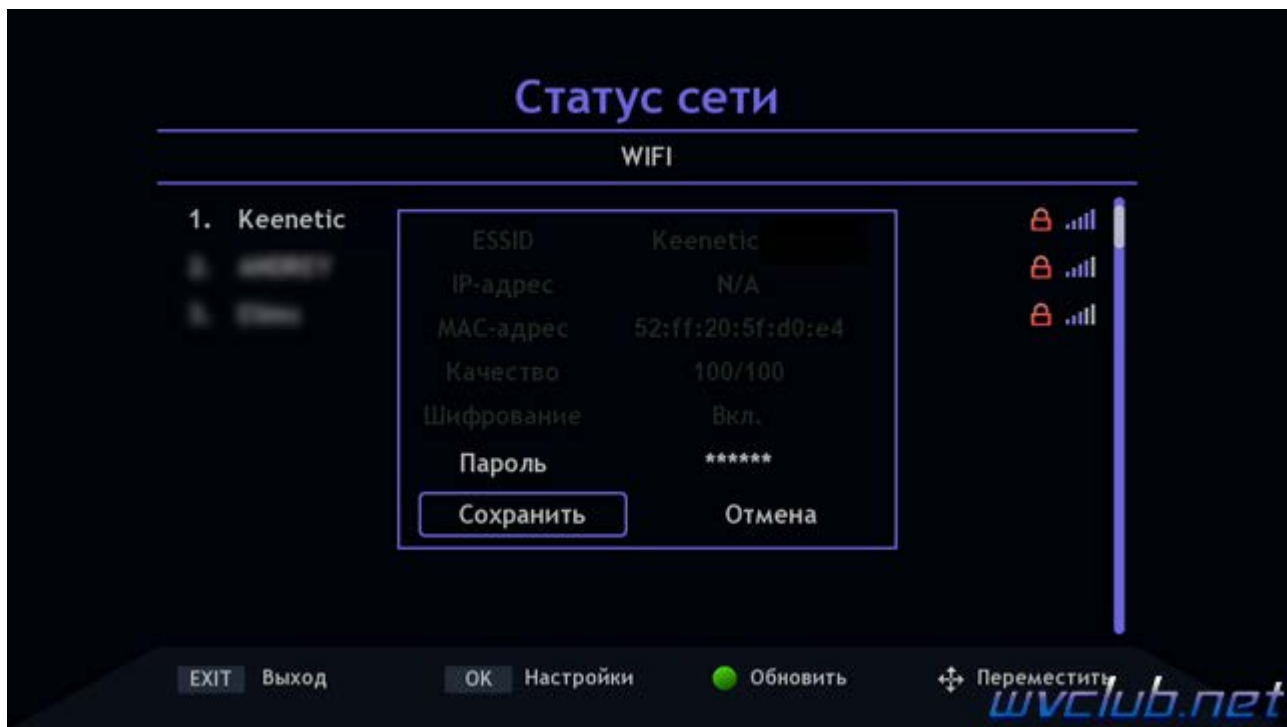 Статус сети
WIFI
1. Keenetic
ESSID Keenetic
IP-адрес N/A
MAC-адрес 52:ff:20:5f:d0:e4
Качество 100/100
Шифрование Вкл.
Пароль ******
Сохранить Отмена
EXIT Выход OK Настройки Обновить Переместить
wvclub.net